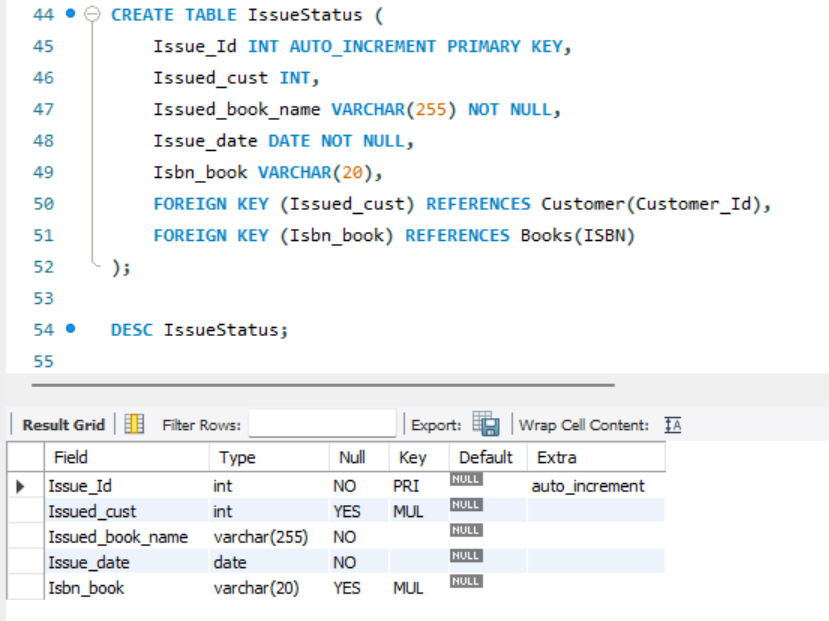 44 CREATE TABLE IssueStatus (
45 Issue_Id INT AUTO_INCREMENT PRIMARY KEY,
46 Issued_cust INT,
47 Issued_book_name VARCHAR(255) NOT NULL,
48 Issue_date DATE NOT NULL,
49 Isbn_book VARCHAR(20),
50 FOREIGN KEY (Issued_cust) REFERENCES Customer(Customer_Id),
51 FOREIGN KEY (Isbn_book) REFERENCES Books(ISBN)
52 );
53
54 DESC IssueStatus;
55
Result Grid Filter Rows: Export: Wrap Cell Content: IA
Field Type Null Key Default Extra
Issue_Id int NO PRI NULL auto_increment
Issued_cust int YES MUL NULL
Issued_book_name varchar(255) NO NULL
Issue_date date NO NULL
Isbn_book varchar(20) YES MUL NULL